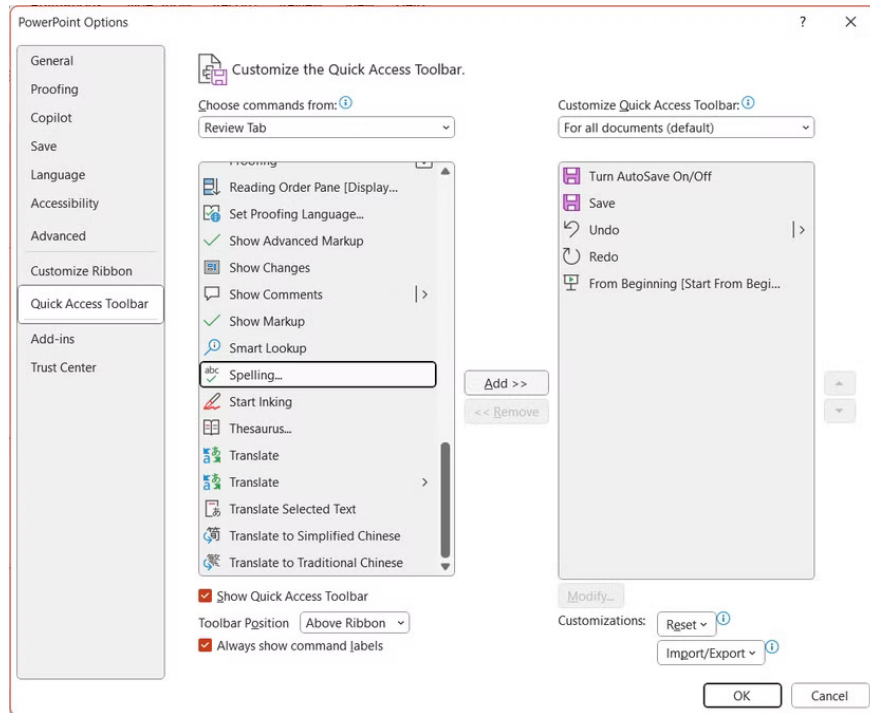 PowerPoint Options
?
General
Proofing
Copilot
Save
Language
Accessibility
Advanced
Customize Ribbon
Quick Access Toolbar
Add-ins
Trust Center
Customize the Quick Access Toolbar.
Choose commands from:
Review Tab
Proofing
Reading Order Pane [Display...
Set Proofing Language...
Show Advanced Markup
Show Changes
Show Comments
Show Markup
Smart Lookup
abc
Spelling...
Start Inking
Thesaurus...
Translate
Translate
Translate Selected Text
Translate to Simplified Chinese
Translate to Traditional Chinese
Show Quick Access Toolbar
Toolbar Position Above Ribbon
Always show command labels
Add >>
<< Remove
Customize Quick Access Toolbar:
For all documents (default)
Turn AutoSave On/Off
Save
Undo
Redo
From Beginning [Start From Begi...
Modify...
Customizations: Reset
Import/Export
OK Cancel